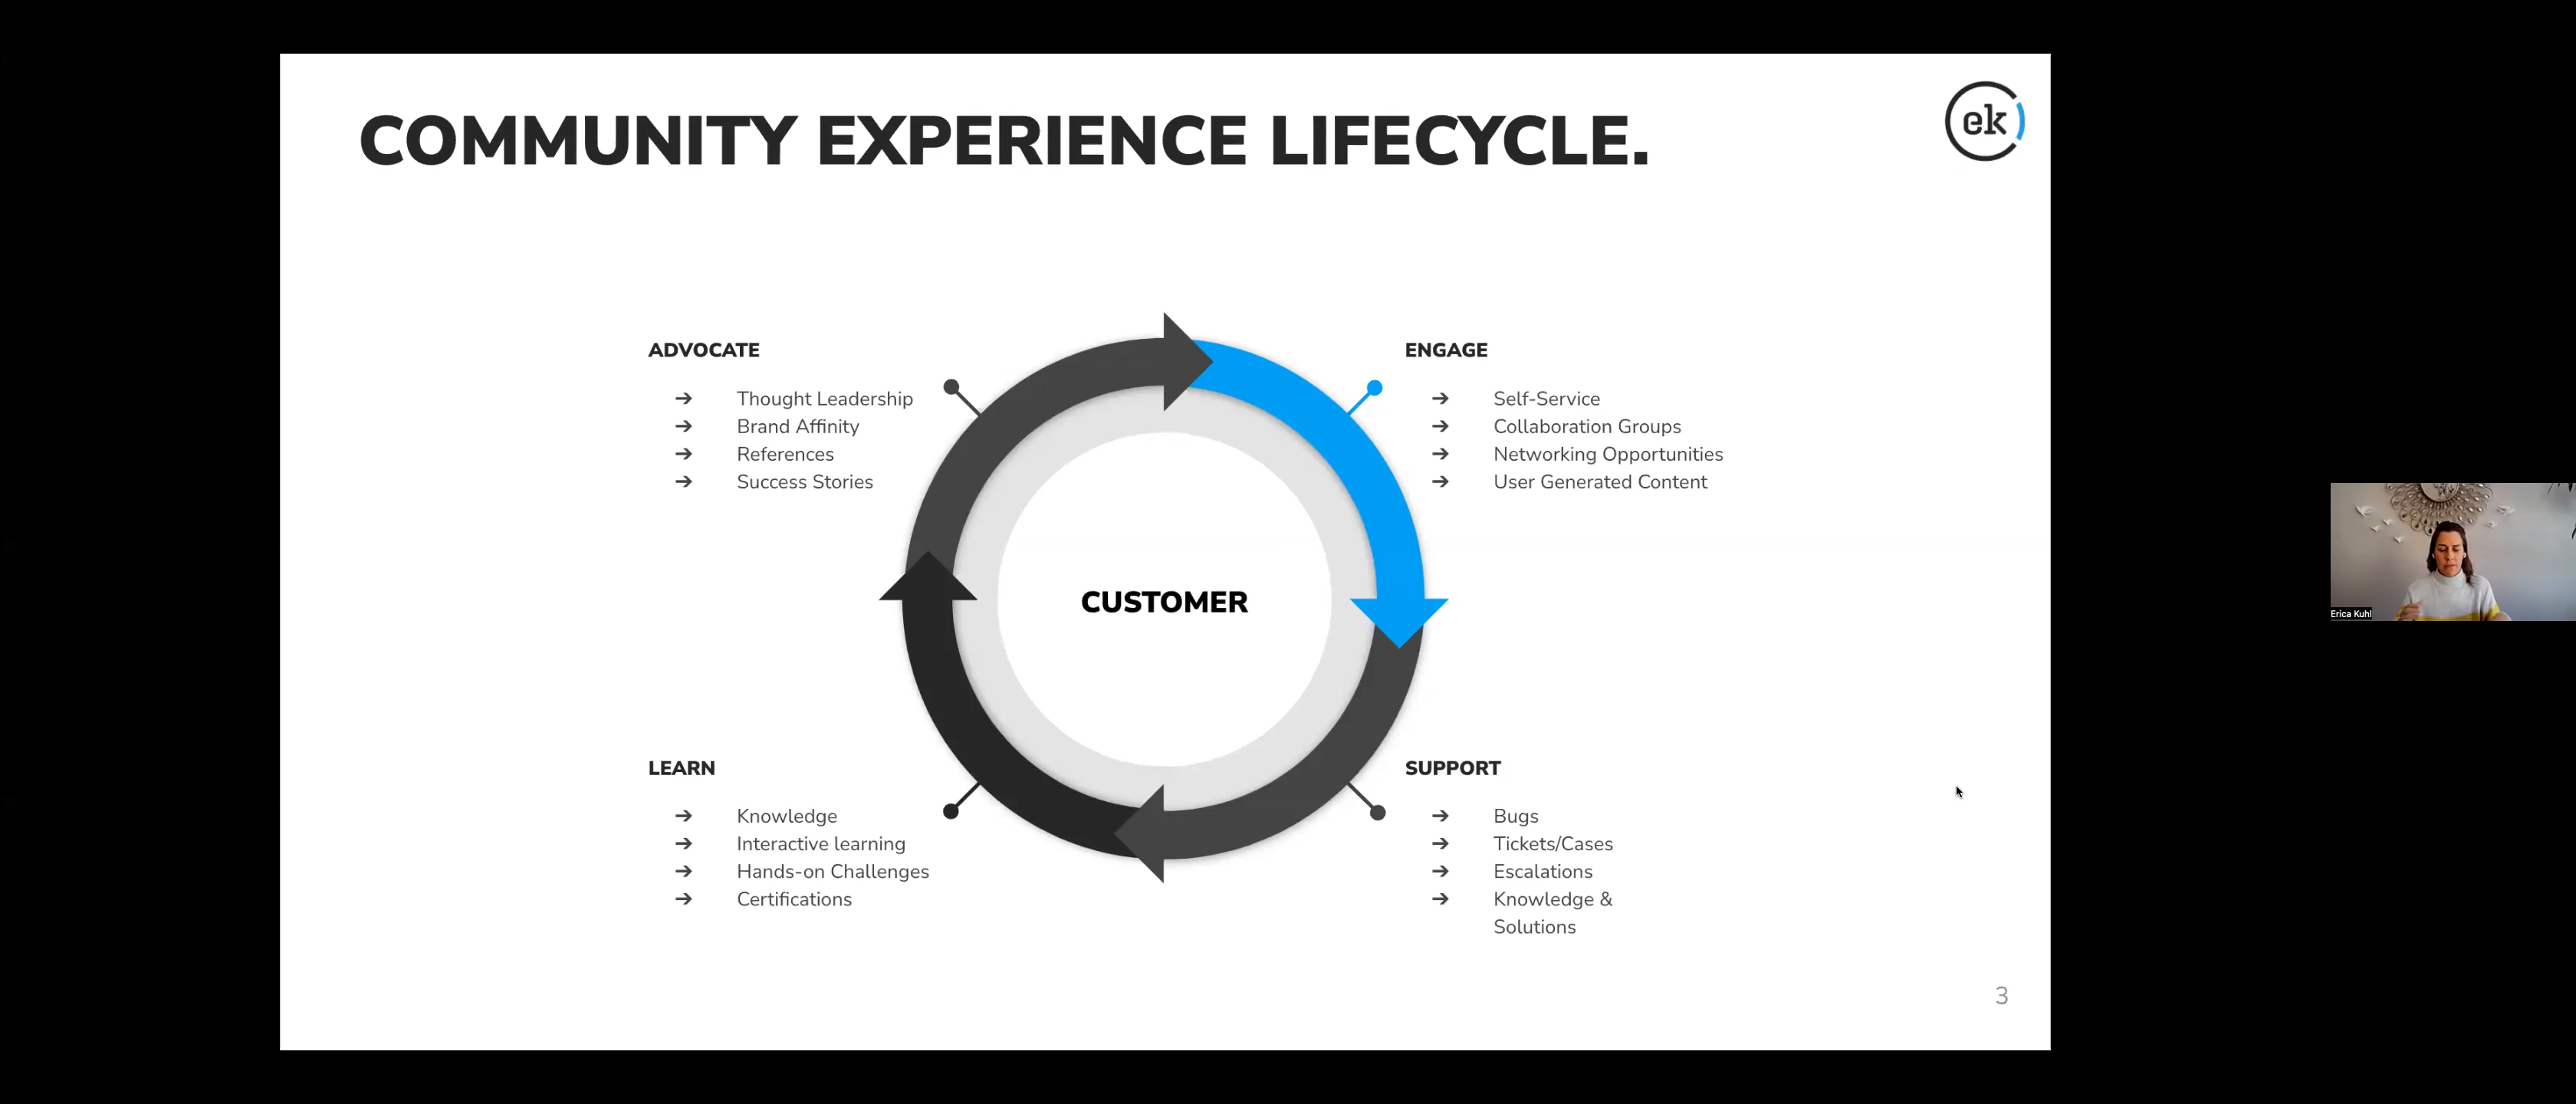 COMMUNITY EXPERIENCE LIFECYCLE.
ek
ADVOCATE
➔ Thought Leadership
➔ Brand Affinity
➔ References
➔ Success Stories
ENGAGE
➔ Self-Service
➔ Collaboration Groups
➔ Networking Opportunities
➔ User Generated Content
CUSTOMER
LEARN
➔ Knowledge
➔ Interactive learning
➔ Hands-on Challenges
➔ Certifications
SUPPORT
➔ Bugs
➔ Tickets/Cases
➔ Escalations
➔ Knowledge &
Solutions
3
Erica Kuhl